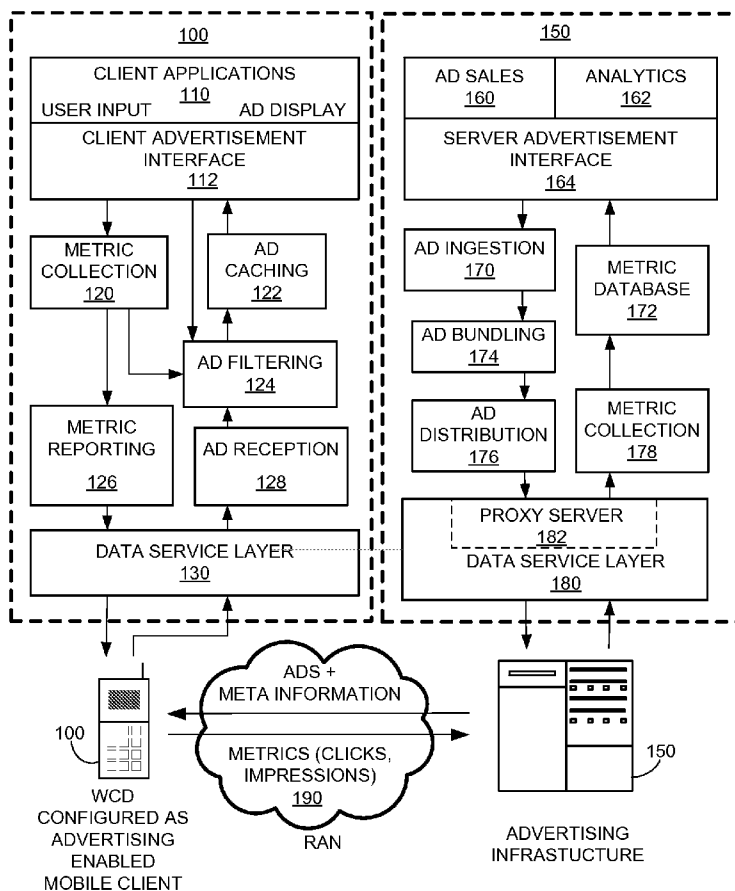 100
CLIENT APPLICATIONS
110
USER INPUT
AD DISPLAY
CLIENT ADVERTISEMENT
INTERFACE
112
METRIC
COLLECTION
120
AD
CACHING
122
AD FILTERING
124
METRIC
REPORTING
126
AD RECEPTION
128
DATA SERVICE LAYER
130
150
AD SALES
160
ANALYTICS
162
SERVER ADVERTISEMENT
INTERFACE
164
AD INGESTION
170
METRIC
DATABASE
172
AD BUNDLING
174
AD
DISTRIBUTION
176
METRIC
COLLECTION
178
PROXY SERVER
182
DATA SERVICE LAYER
180
ADS +
META INFORMATION
METRICS (CLICKS,
IMPRESSIONS)
190
RAN
100
WCD
CONFIGURED AS
ADVERTISING
ENABLED
MOBILE CLIENT
150
ADVERTISING
INFRASTUCTURE